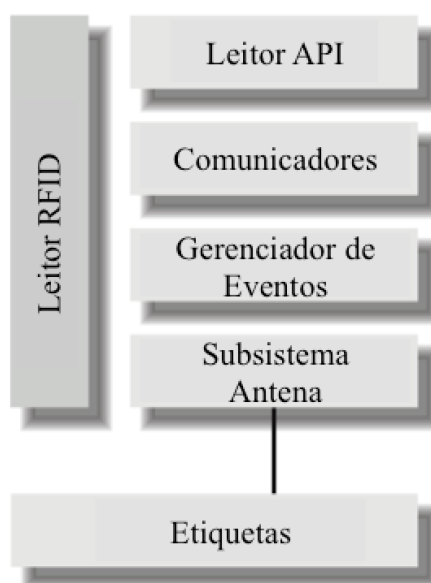 Leitor RFID
Leitor API
Comunicadores
Gerenciador de
Eventos
Subsistema
Antena
Etiquetas